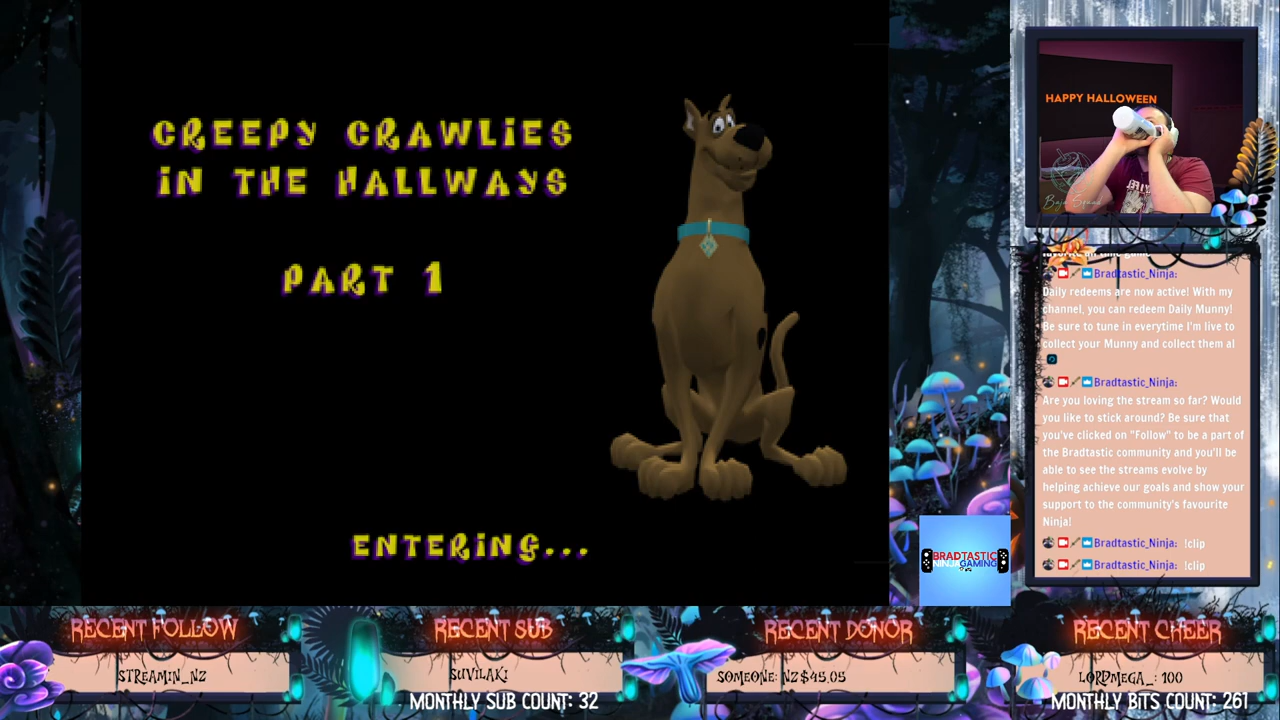 CREEPY CRAWLIES
IN THE HALLWAYS
PART 1
ENTERING...
HAPPY HALLOWEEN
Bradtastic_Ninja:
Daily redeems are now active! With my
channel, you can redeem Daily Munny!
Be sure to tune in everytime I'm live to
collect your Munny and collect them al
Bradtastic_Ninja:
Are you loving the stream so far? Would
you like to stick around? Be sure that
you've clicked on "Follow" to be a part of
the Bradtastic community and you'll be
able to see the streams evolve by
helping achieve our goals and show your
support to the community's favourite
Ninja!
Bradtastic_Ninja: !clip
Bradtastic_Ninja: !clip
BRADTASTIC
NINJAGAMING
RECENT FOLLOW
STREAMIN_NZ
RECENT SUB
SUVILAKI
MONTHLY SUB COUNT: 32
RECENT DONOR
SOMEONE: NZ$45.05
RECENT CHEER
LORDMEGA_: 100
MONTHLY BITS COUNT: 261